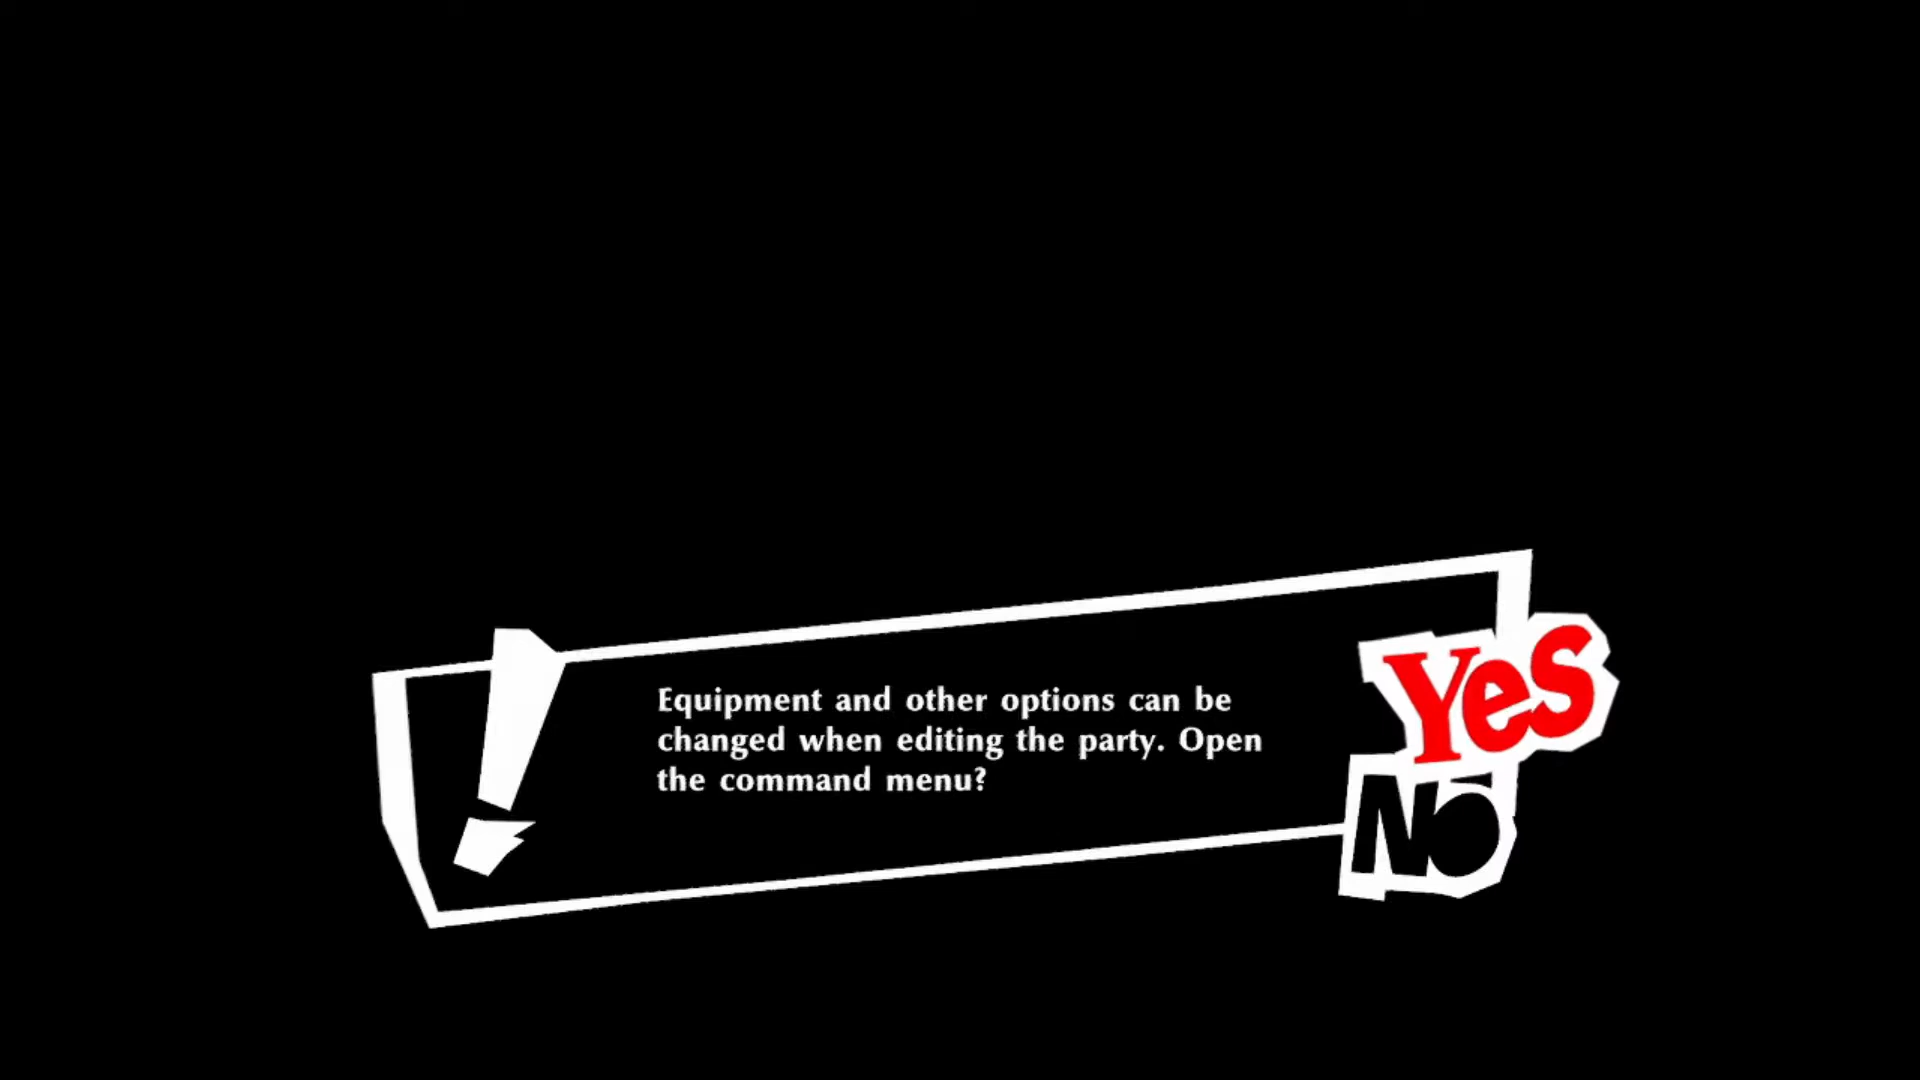 Equipment and other options can be
changed when editing the party. Open
the command menu?
Yes
NO